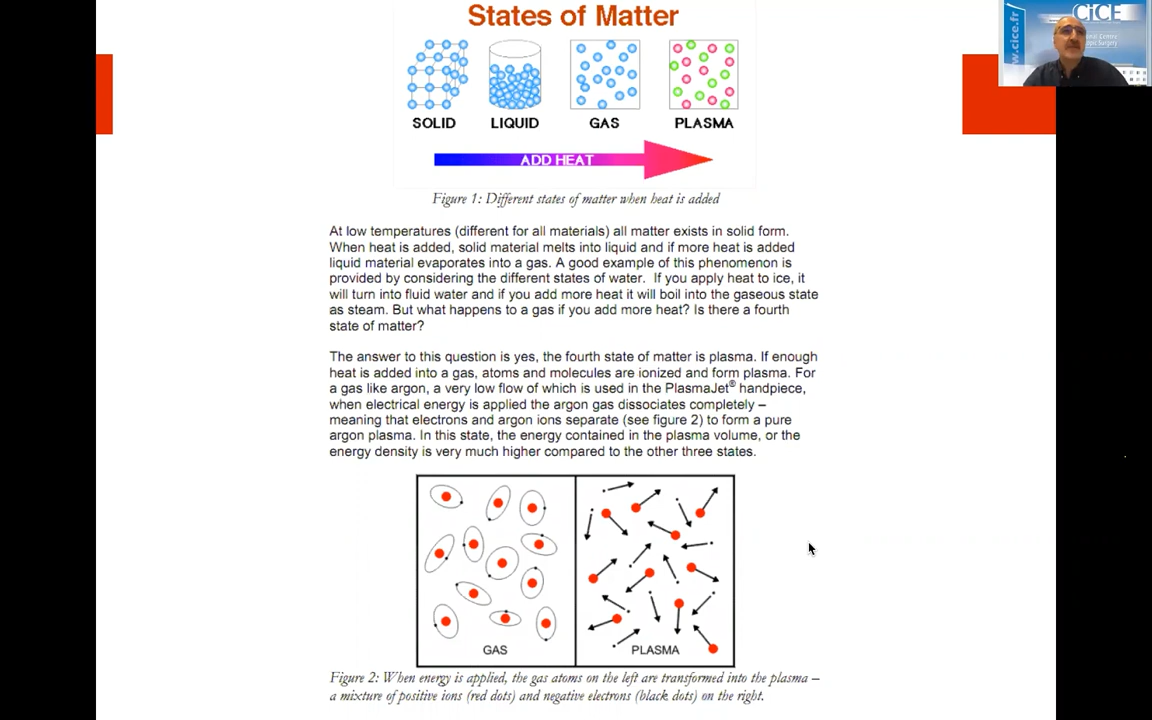 States of Matter
SOLID LIQUID GAS PLASMA
ADD HEAT
Figure 1: Different states of matter when heat is added
At low temperatures (different for all materials) all matter exists in solid form.
When heat is added, solid material melts into liquid and if more heat is added
liquid material evaporates into a gas. A good example of this phenomenon is
provided by considering the different states of water. If you apply heat to ice, it
will turn into fluid water and if you add more heat it will boil into the gaseous state
as steam. But what happens to a gas if you add more heat? Is there a fourth
state of matter?
The answer to this question is yes, the fourth state of matter is plasma. If enough
heat is added into a gas, atoms and molecules are ionized and form plasma. For
a gas like argon, a very low flow of which is used in the PlasmaJet® handpiece,
when electrical energy is applied the argon gas dissociates completely –
meaning that electrons and argon ions separate (see figure 2) to form a pure
argon plasma. In this state, the energy contained in the plasma volume, or the
energy density is very much higher compared to the other three states.
GAS PLASMA
Figure 2: When energy is applied, the gas atoms on the left are transformed into the plasma –
a mixture of positive ions (red dots) and negative electrons (black dots) on the right.
CiCE
www.cice.fr
Centre
Surgery